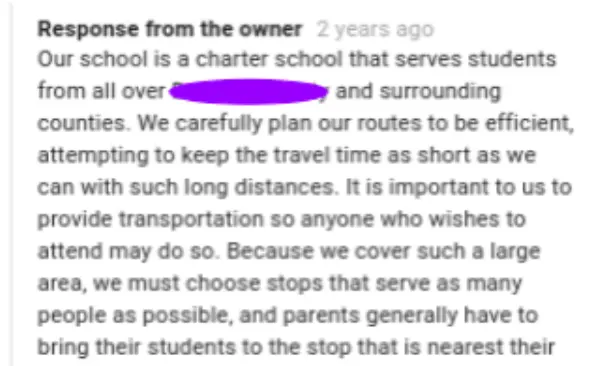 Response from the owner 2 years ago
Our school is a charter school that serves students
from all over and surrounding
counties. We carefully plan our routes to be efficient,
attempting to keep the travel time as short as we
can with such long distances. It is important to us to
provide transportation so anyone who wishes to
attend may do so. Because we cover such a large
area, we must choose stops that serve as many
people as possible, and parents generally have to
bring their students to the stop that is nearest their